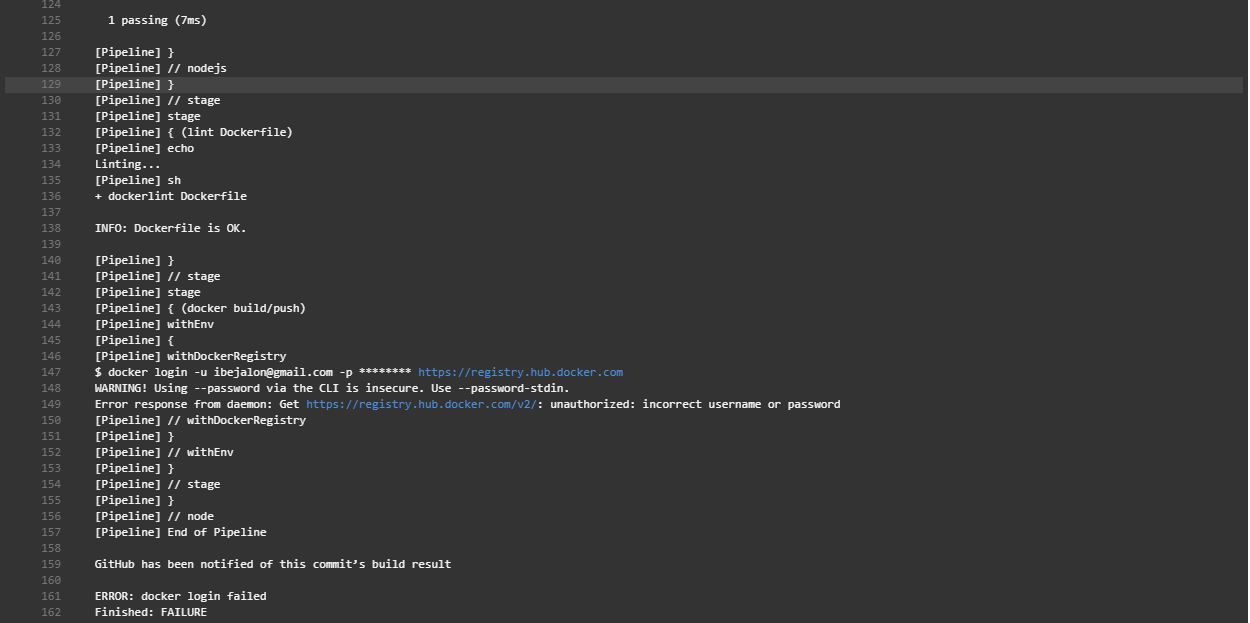 124
125 1 passing (7ms)
126
127 [Pipeline] }
128 [Pipeline] // nodejs
129 [Pipeline] }
130 [Pipeline] // stage
131 [Pipeline] stage
132 [Pipeline] { (lint Dockerfile)
133 [Pipeline] echo
134 Linting...
135 [Pipeline] sh
136 + dockerlint Dockerfile
137
138 INFO: Dockerfile is OK.
139
140 [Pipeline] }
141 [Pipeline] // stage
142 [Pipeline] stage
143 [Pipeline] { (docker build/push)
144 [Pipeline] withEnv
145 [Pipeline] {
146 [Pipeline] withDockerRegistry
147 $ docker login -u ibejalon@gmail.com -p ******** https://registry.hub.docker.com
148 WARNING! Using --password via the CLI is insecure. Use --password-stdin.
149 Error response from daemon: Get https://registry.hub.docker.com/v2/: unauthorized: incorrect username or password
150 [Pipeline] // withDockerRegistry
151 [Pipeline] }
152 [Pipeline] // withEnv
153 [Pipeline] }
154 [Pipeline] // stage
155 [Pipeline] }
156 [Pipeline] // node
157 [Pipeline] End of Pipeline
158
159 GitHub has been notified of this commit’s build result
160
161 ERROR: docker login failed
162 Finished: FAILURE